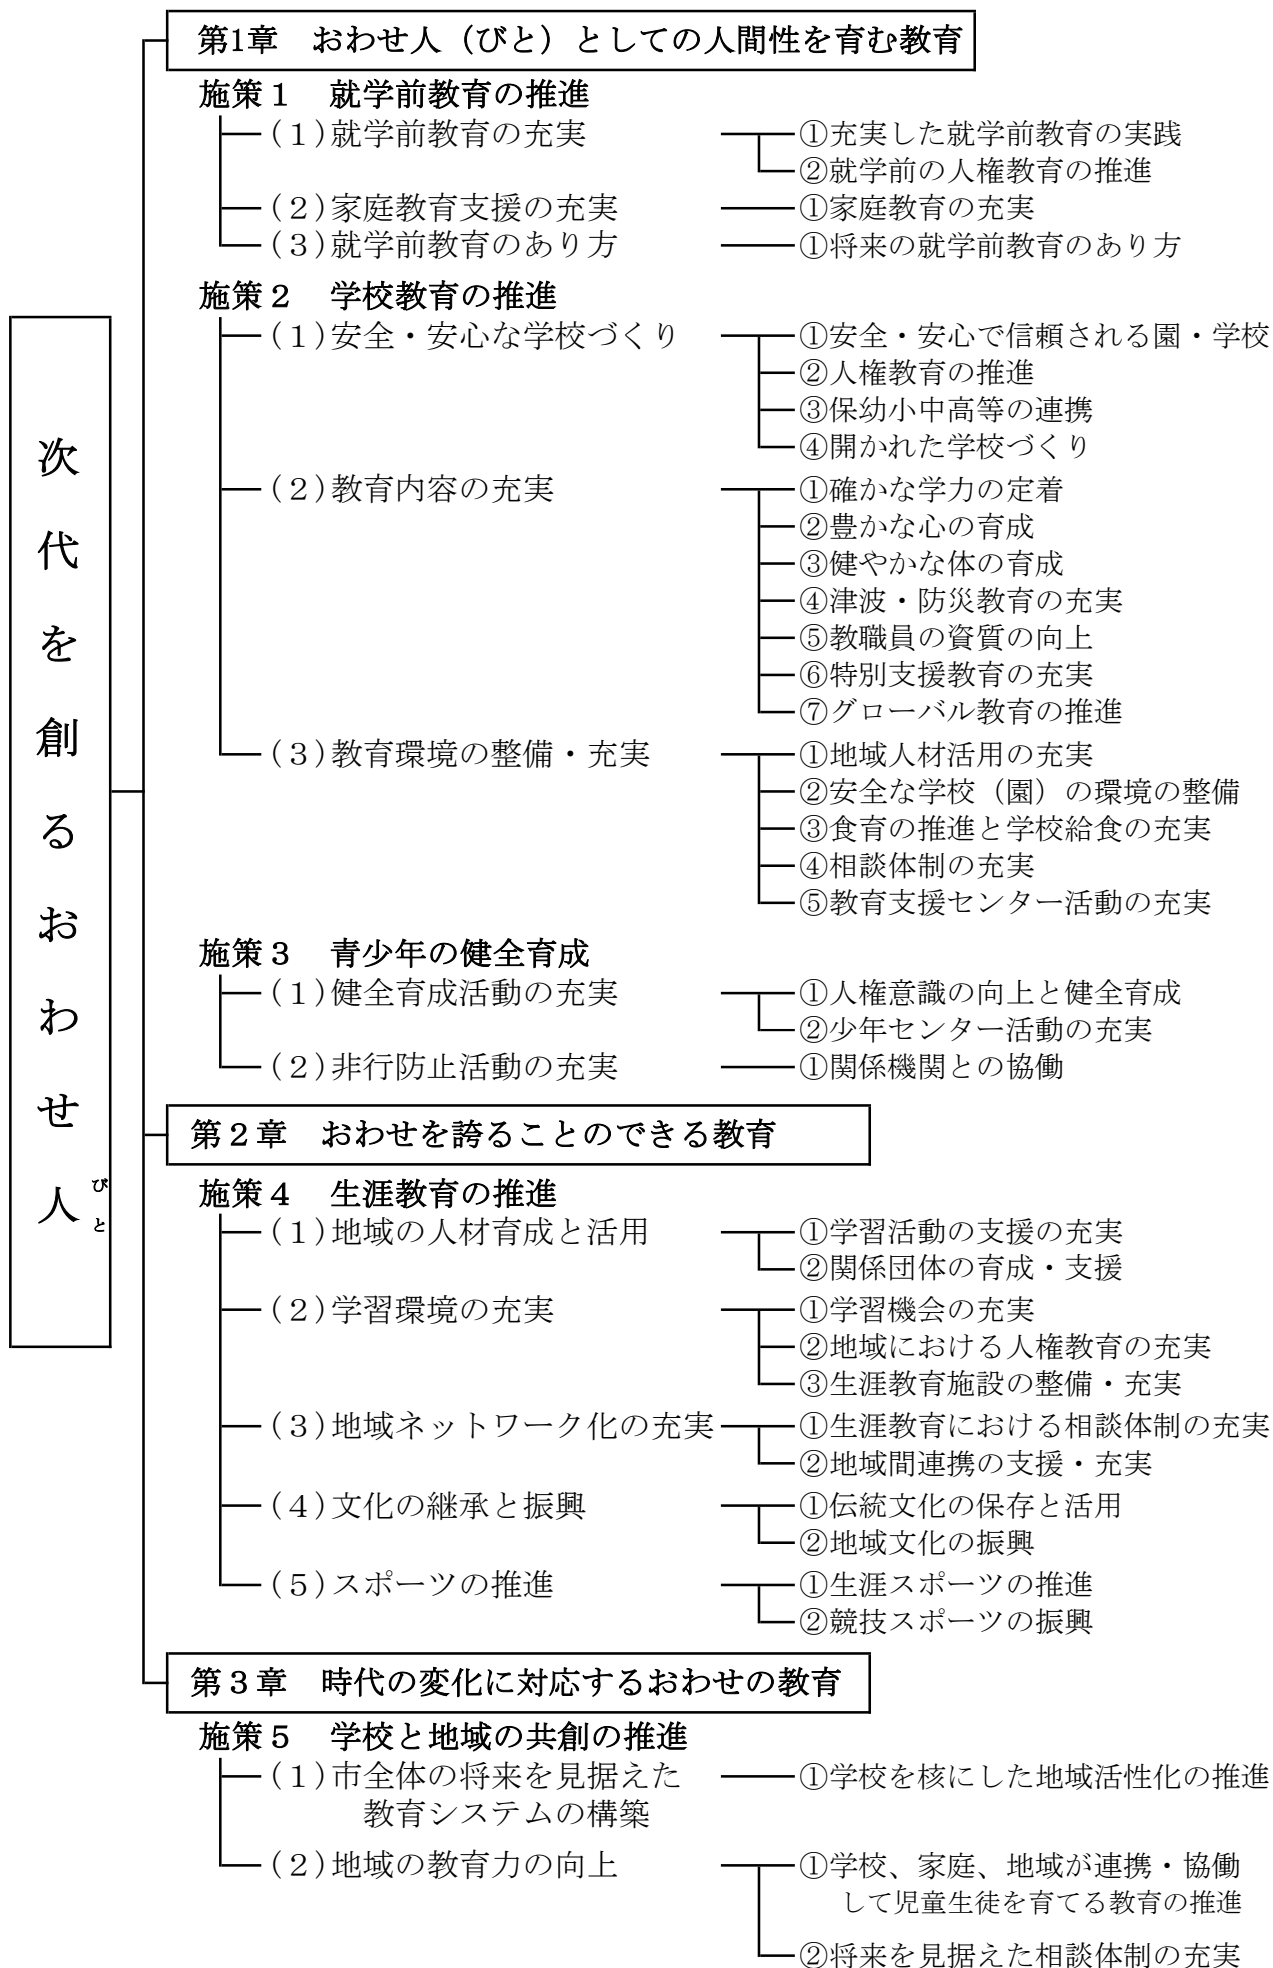 次代を創るおわせ人
びと
第1章　おわせ人（びと）としての人間性を育む教育
施策１　就学前教育の推進
（１）就学前教育の充実
①充実した就学前教育の実践
②就学前の人権教育の推進
（２）家庭教育支援の充実
①家庭教育の充実
（３）就学前教育のあり方
①将来の就学前教育のあり方
施策２　学校教育の推進
（１）安全・安心な学校づくり
①安全・安心で信頼される園・学校
②人権教育の推進
③保幼小中高等の連携
④開かれた学校づくり
（２）教育内容の充実
①確かな学力の定着
②豊かな心の育成
③健やかな体の育成
④津波・防災教育の充実
⑤教職員の資質の向上
⑥特別支援教育の充実
⑦グローバル教育の推進
（３）教育環境の整備・充実
①地域人材活用の充実
②安全な学校（園）の環境の整備
③食育の推進と学校給食の充実
④相談体制の充実
⑤教育支援センター活動の充実
施策３　青少年の健全育成
（１）健全育成活動の充実
①人権意識の向上と健全育成
②少年センター活動の充実
（２）非行防止活動の充実
①関係機関との協働
第２章　おわせを誇ることのできる教育
施策４　生涯教育の推進
（１）地域の人材育成と活用
①学習活動の支援の充実
②関係団体の育成・支援
（２）学習環境の充実
①学習機会の充実
②地域における人権教育の充実
③生涯教育施設の整備・充実
（３）地域ネットワーク化の充実
①生涯教育における相談体制の充実
②地域間連携の支援・充実
（４）文化の継承と振興
①伝統文化の保存と活用
②地域文化の振興
（５）スポーツの推進
①生涯スポーツの推進
②競技スポーツの振興
第３章　時代の変化に対応するおわせの教育
施策５　学校と地域の共創の推進
（１）市全体の将来を見据えた
教育システムの構築
①学校を核にした地域活性化の推進
（２）地域の教育力の向上
①学校、家庭、地域が連携・協働
して児童生徒を育てる教育の推進
②将来を見据えた相談体制の充実